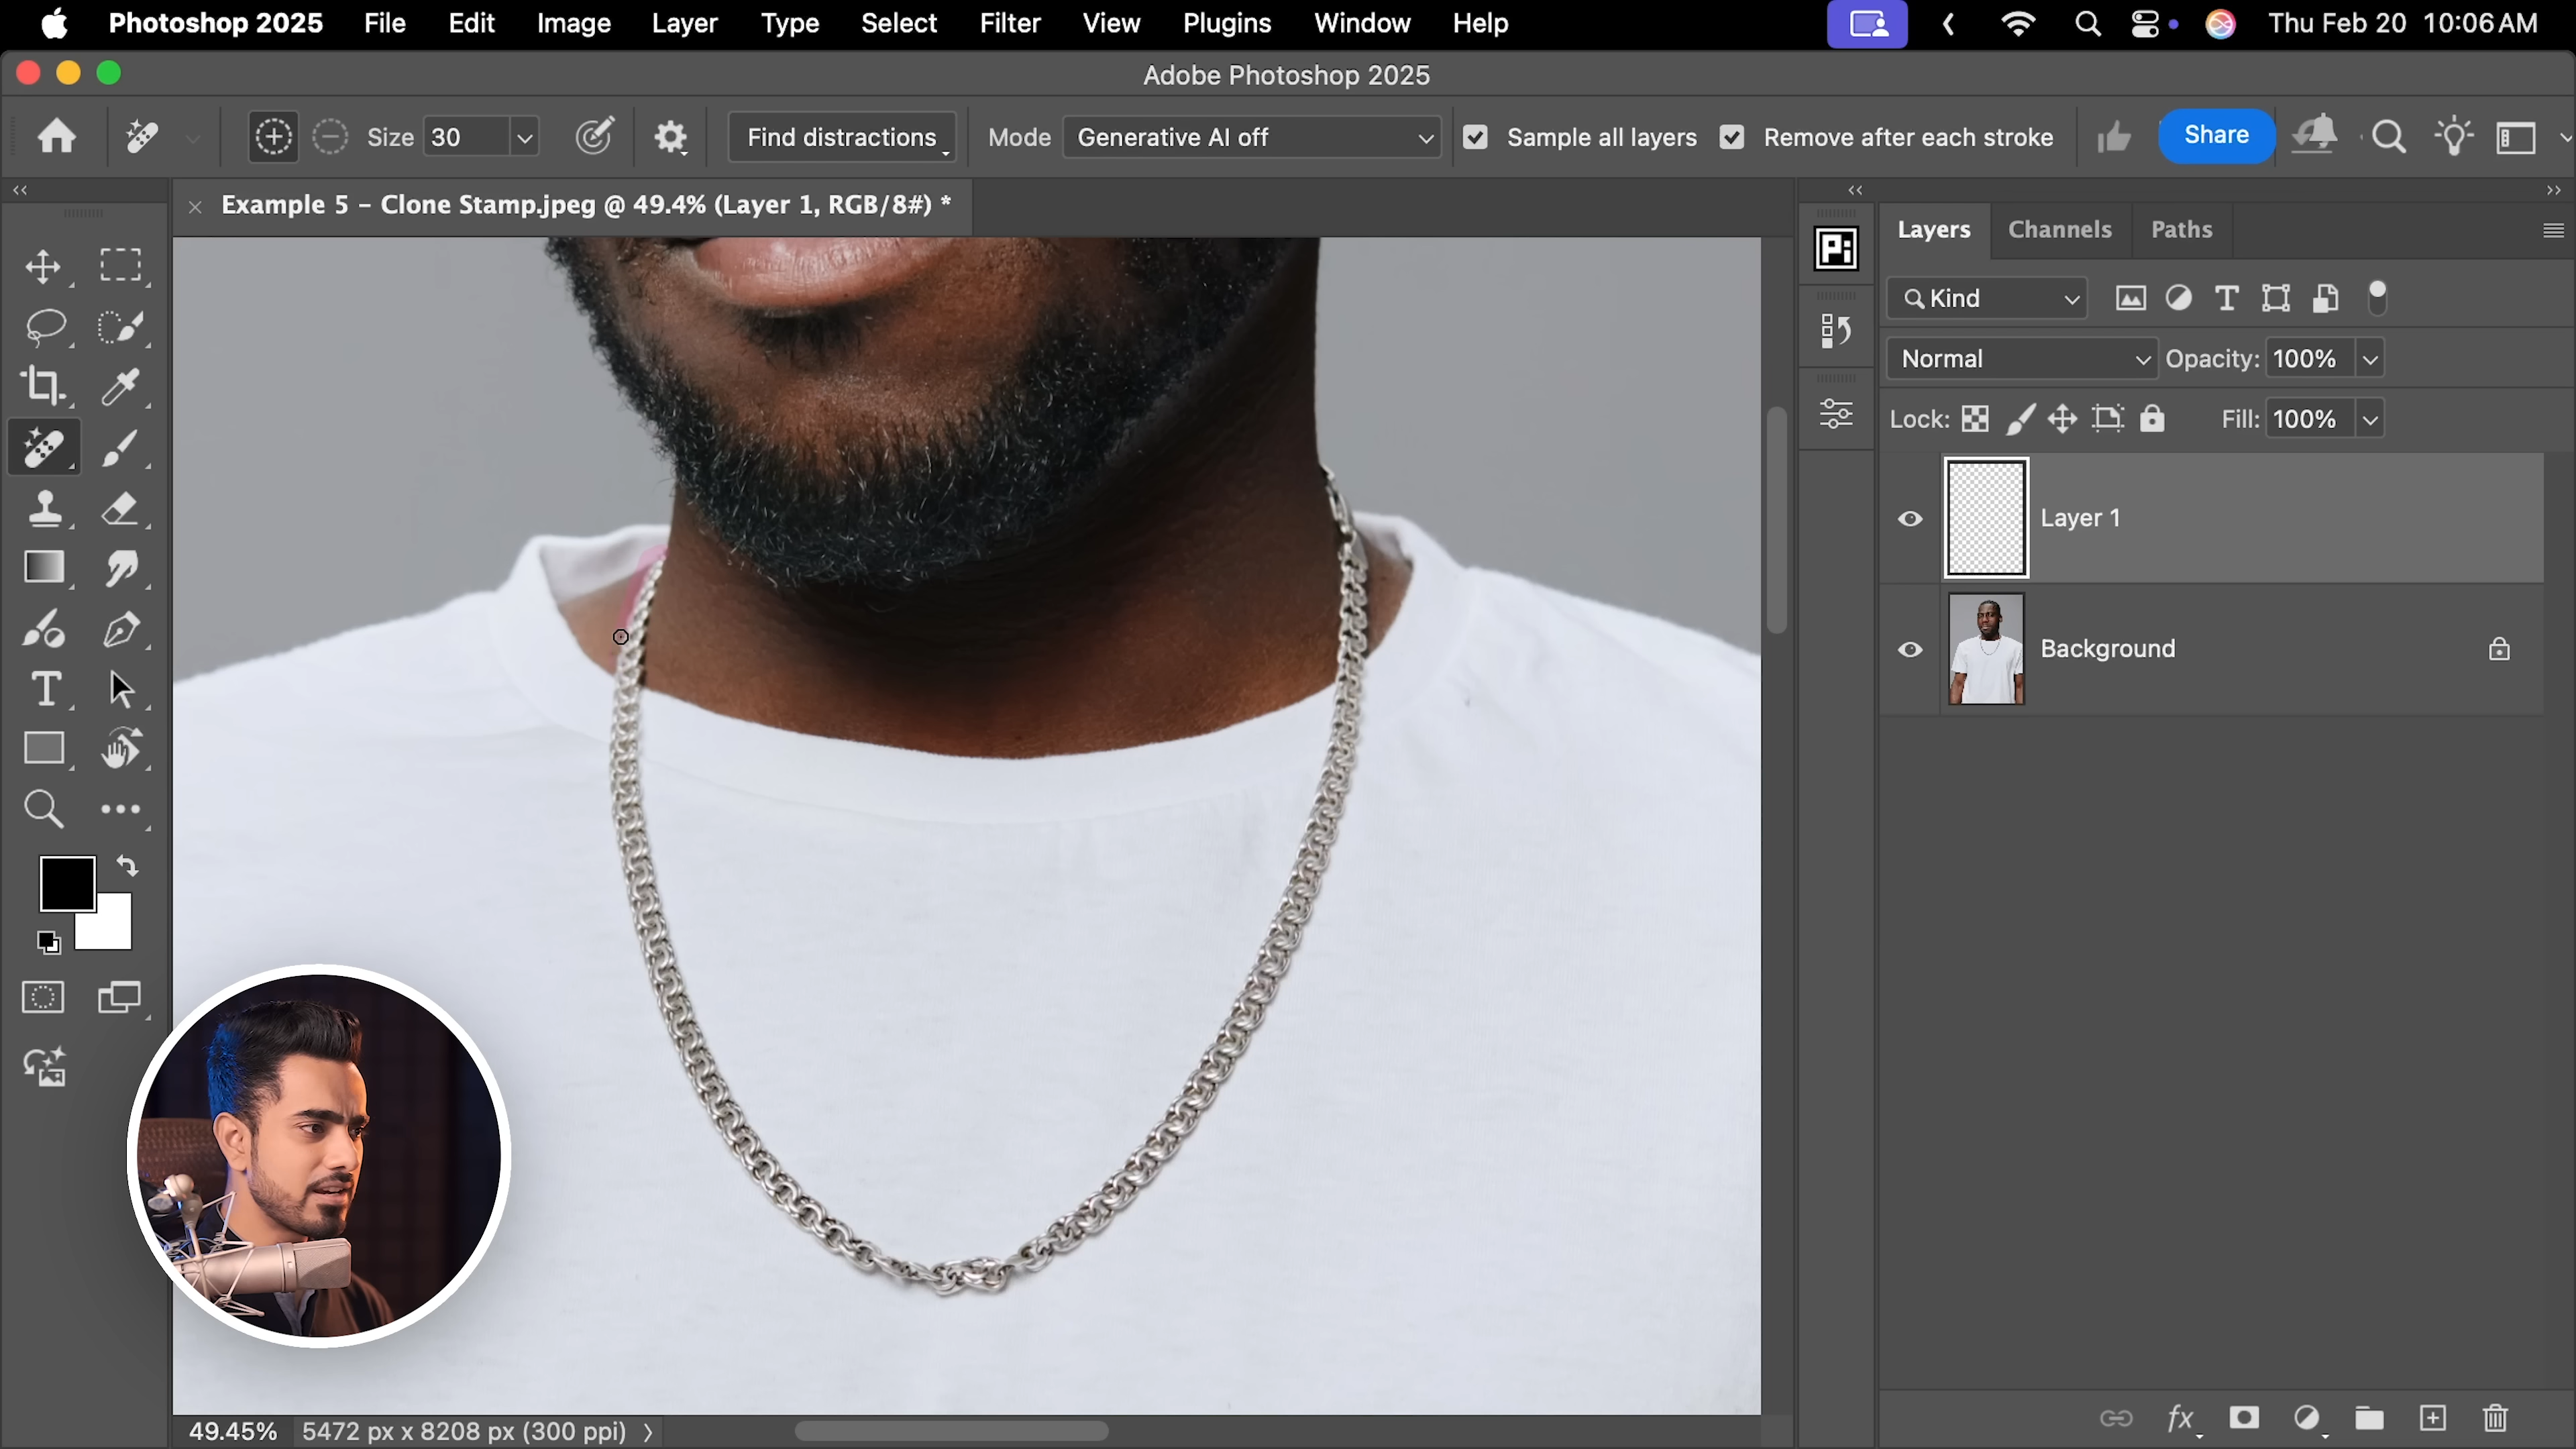 Photoshop 2025 File Edit Image Layer Type Select Filter View Plugins Window Help Thu Feb 20 10:06 AM
Adobe Photoshop 2025
Size 30 Find distractions Mode Generative AI off Sample all layers Remove after each stroke Share
Example 5 – Clone Stamp.jpeg @ 49.4% (Layer 1, RGB/8#) *
Layers Channels Paths
Pi
Kind
Normal Opacity: 100%
Lock: Fill: 100%
Layer 1
Background
fx
49.45% 5472 px x 8208 px (300 ppi)